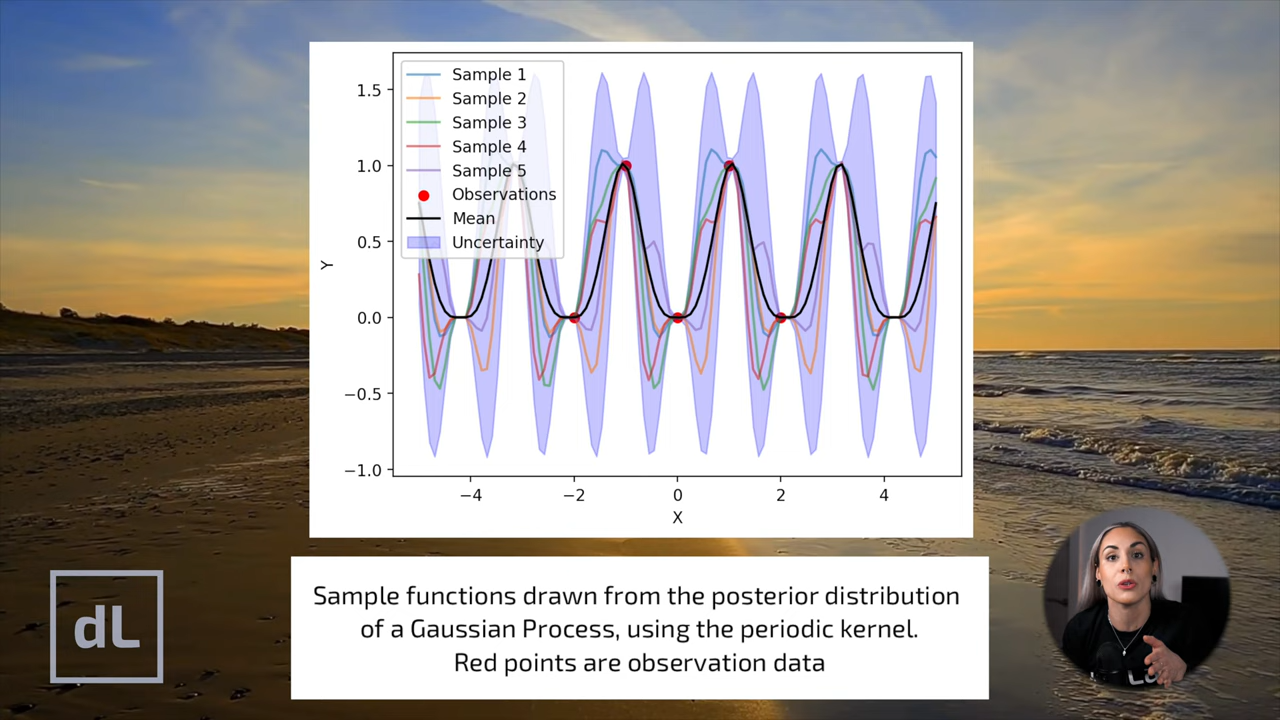 Sample 1
Sample 2
Sample 3
Sample 4
Sample 5
Observations
Mean
Uncertainty
1.5
1.0
0.5
0.0
−0.5
−1.0
Y
−4
−2
0
2
4
X
Sample functions drawn from the posterior distribution
of a Gaussian Process, using the periodic kernel.
Red points are observation data
dL